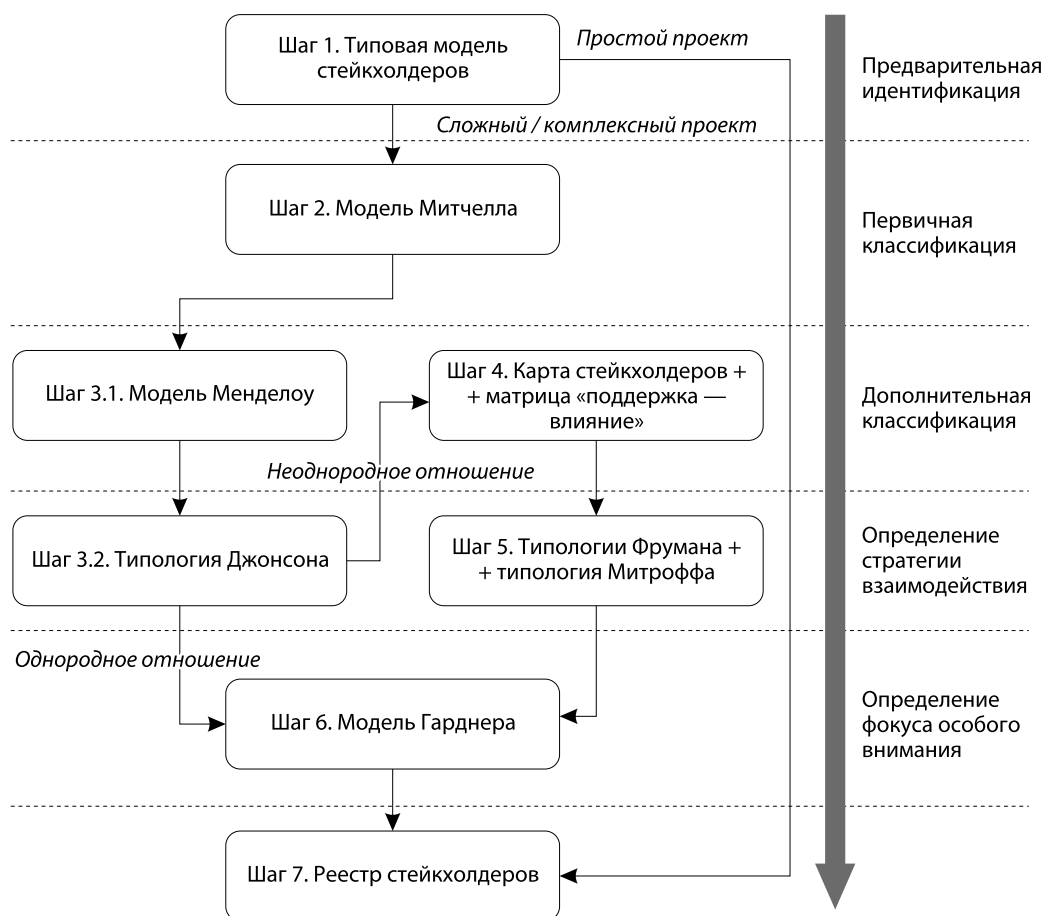 Шаг 1. Типовая модель
стейкхолдеров
Простой проект
Предварительная
идентификация
Сложный / комплексный проект
Шаг 2. Модель Митчелла
Первичная
классификация
Шаг 3.1. Модель Менделоу
Шаг 4. Карта стейкхолдеров +
+ матрица «поддержка —
влияние»
Дополнительная
классификация
Неоднородное отношение
Шаг 3.2. Типология Джонсона
Шаг 5. Типологии Фрумана +
+ типология Митроффа
Определение
стратегии
взаимодействия
Однородное отношение
Шаг 6. Модель Гарднера
Определение
фокуса особого
внимания
Шаг 7. Реестр стейкхолдеров